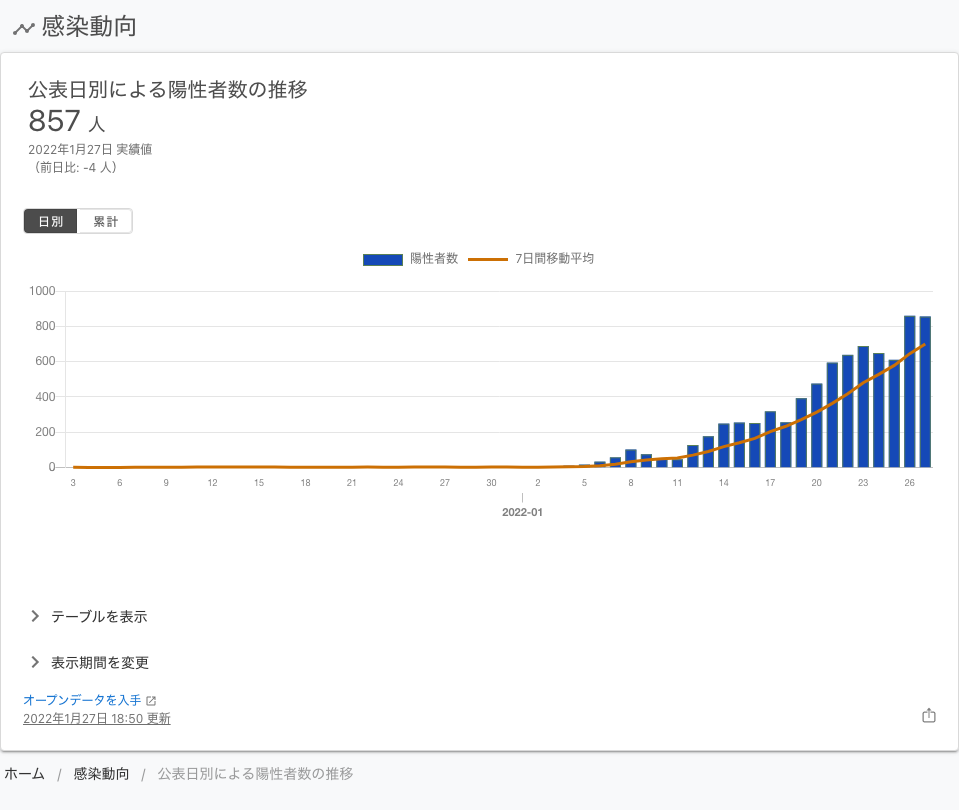 感染動向
公表日別による陽性者数の推移
857 人
2022年1月27日 実績値
（前日比: -4 人）
日別 累計
陽性者数 7日間移動平均
1000
800
600
400
200
0
3 6 9 12 15 18 21 24 27 30 2 5 8 11 14 17 20 23 26
2022-01
テーブルを表示
表示期間を変更
オープンデータを入手
2022年1月27日 18:50 更新
ホーム / 感染動向 / 公表日別による陽性者数の推移